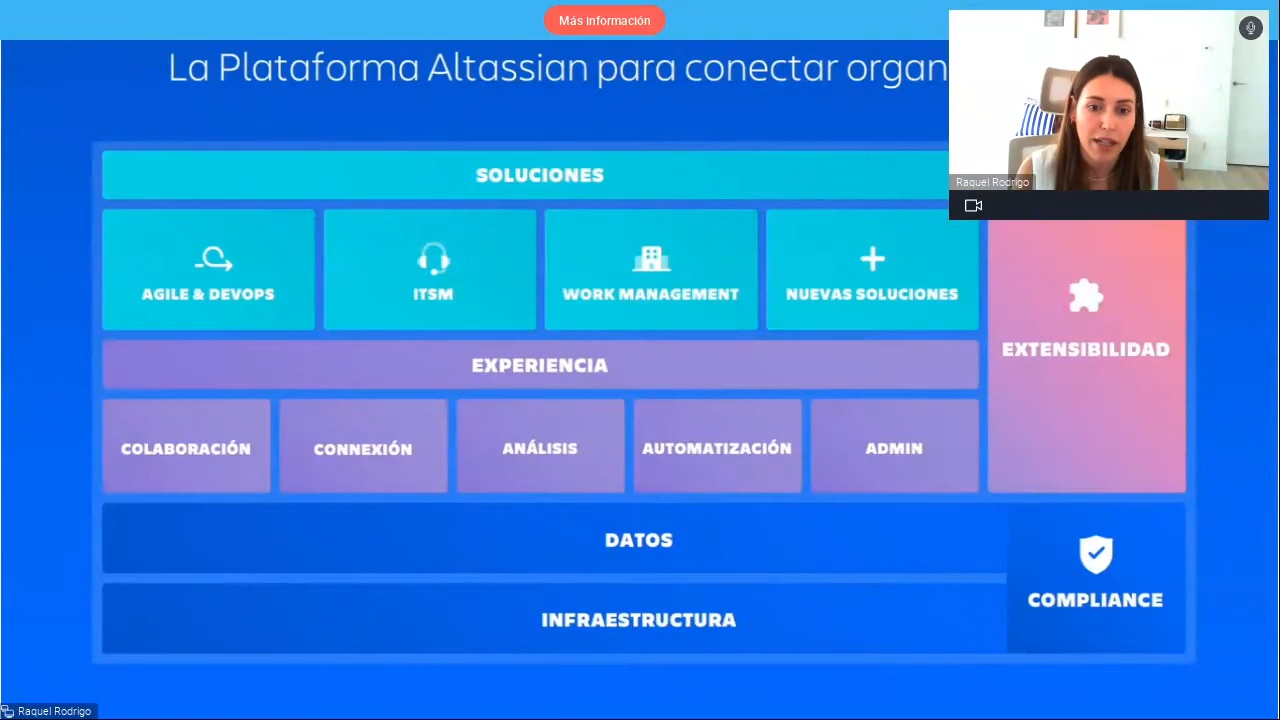 Más información
La Plataforma Altassian para conectar organ
Raquel Rodrigo
SOLUCIONES
AGILE & DEVOPS
ITSM
WORK MANAGEMENT
NUEVAS SOLUCIONES
EXTENSIBILIDAD
EXPERIENCIA
COLABORACIÓN
CONNEXIÓN
ANÁLISIS
AUTOMATIZACIÓN
ADMIN
DATOS
COMPLIANCE
INFRAESTRUCTURA
Raquel Rodrigo